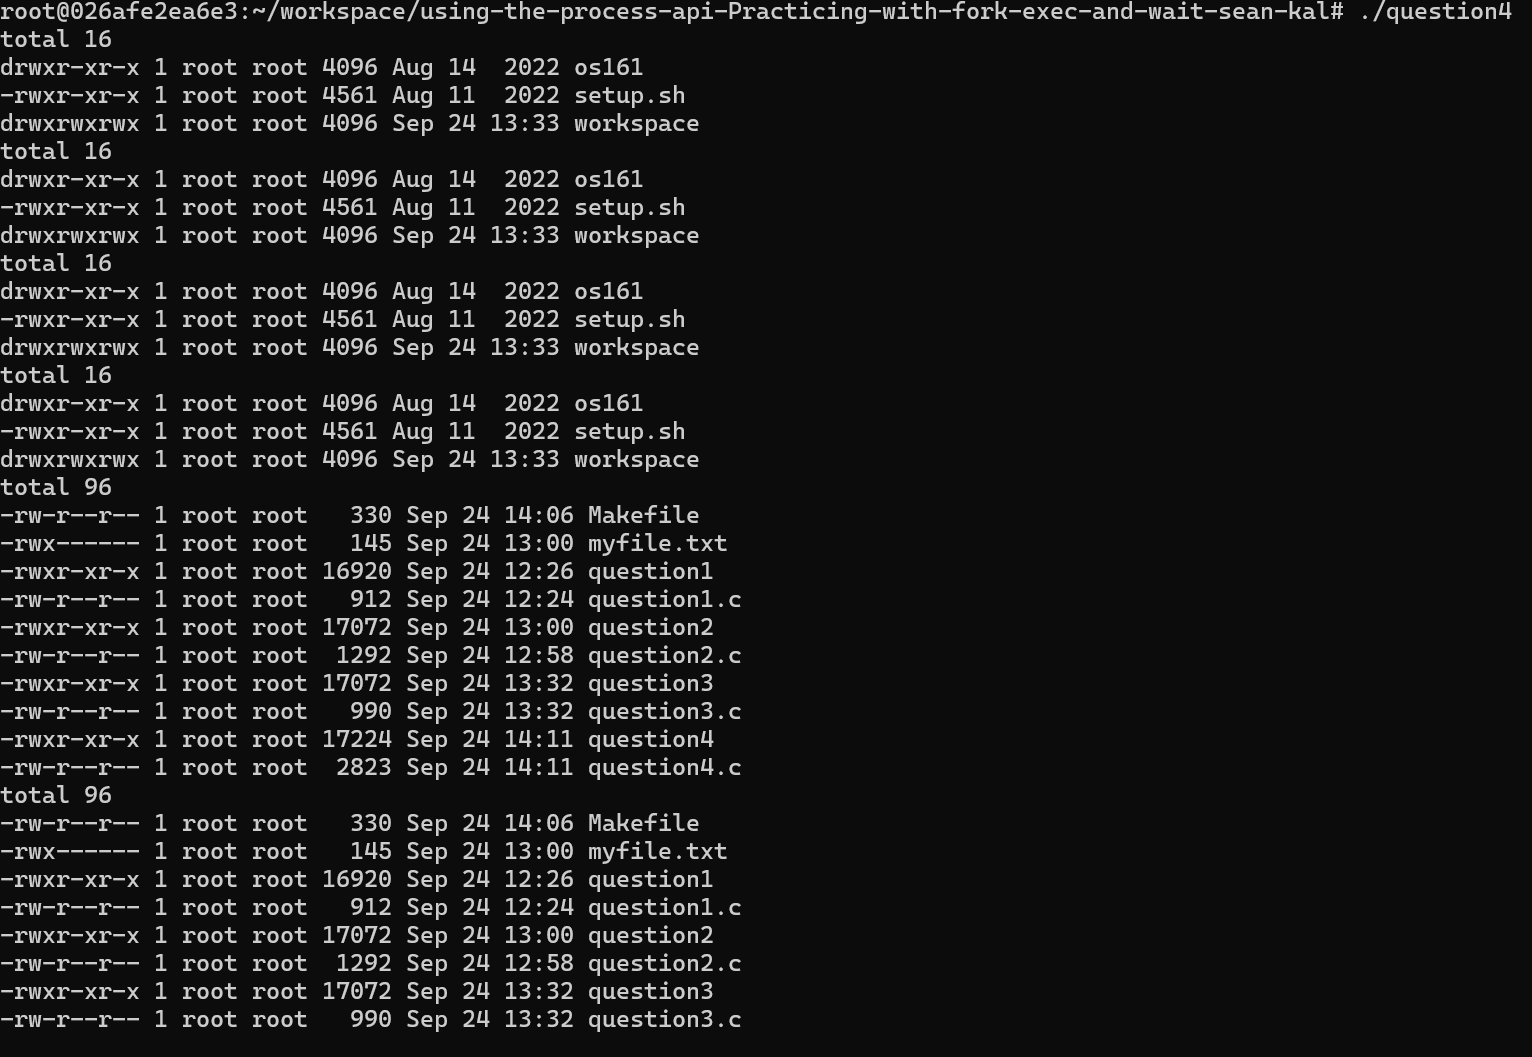 root@026afe2ea6e3:~/workspace/using-the-process-api-Practicing-with-fork-exec-and-wait-sean-kal# ./question4
total 16
drwxr-xr-x 1 root root 4096 Aug 14  2022 os161
-rwxr-xr-x 1 root root 4561 Aug 11  2022 setup.sh
drwxrwxrwx 1 root root 4096 Sep 24 13:33 workspace
total 16
drwxr-xr-x 1 root root 4096 Aug 14  2022 os161
-rwxr-xr-x 1 root root 4561 Aug 11  2022 setup.sh
drwxrwxrwx 1 root root 4096 Sep 24 13:33 workspace
total 16
drwxr-xr-x 1 root root 4096 Aug 14  2022 os161
-rwxr-xr-x 1 root root 4561 Aug 11  2022 setup.sh
drwxrwxrwx 1 root root 4096 Sep 24 13:33 workspace
total 16
drwxr-xr-x 1 root root 4096 Aug 14  2022 os161
-rwxr-xr-x 1 root root 4561 Aug 11  2022 setup.sh
drwxrwxrwx 1 root root 4096 Sep 24 13:33 workspace
total 96
-rw-r--r-- 1 root root   330 Sep 24 14:06 Makefile
-rwx------ 1 root root   145 Sep 24 13:00 myfile.txt
-rwxr-xr-x 1 root root 16920 Sep 24 12:26 question1
-rw-r--r-- 1 root root   912 Sep 24 12:24 question1.c
-rwxr-xr-x 1 root root 17072 Sep 24 13:00 question2
-rw-r--r-- 1 root root  1292 Sep 24 12:58 question2.c
-rwxr-xr-x 1 root root 17072 Sep 24 13:32 question3
-rw-r--r-- 1 root root   990 Sep 24 13:32 question3.c
-rwxr-xr-x 1 root root 17224 Sep 24 14:11 question4
-rw-r--r-- 1 root root  2823 Sep 24 14:11 question4.c
total 96
-rw-r--r-- 1 root root   330 Sep 24 14:06 Makefile
-rwx------ 1 root root   145 Sep 24 13:00 myfile.txt
-rwxr-xr-x 1 root root 16920 Sep 24 12:26 question1
-rw-r--r-- 1 root root   912 Sep 24 12:24 question1.c
-rwxr-xr-x 1 root root 17072 Sep 24 13:00 question2
-rw-r--r-- 1 root root  1292 Sep 24 12:58 question2.c
-rwxr-xr-x 1 root root 17072 Sep 24 13:32 question3
-rw-r--r-- 1 root root   990 Sep 24 13:32 question3.c